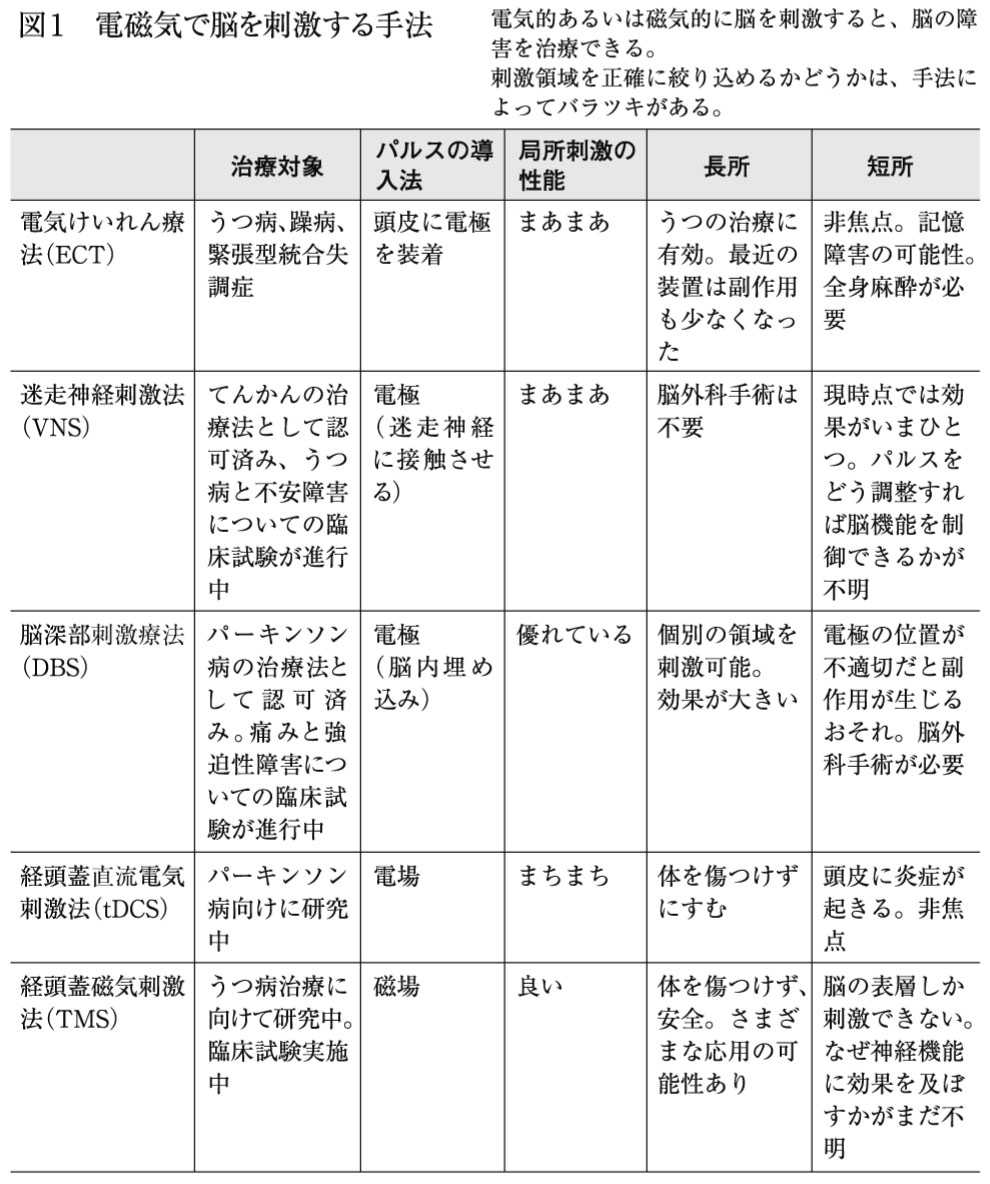 図1　電磁気で脳を刺激する手法
電気的あるいは磁気的に脳を刺激すると、脳の障
害を治療できる。
刺激領域を正確に絞り込めるかどうかは、手法に
よってバラツキがある。
治療対象
パルスの導
入法
局所刺激の
性能
長所
短所
電気けいれん療
法(ECT)
うつ病、躁病、
緊張型統合失
調症
頭皮に電極
を装着
まあまあ
うつの治療に
有効。最近の
装置は副作用
も少なくなっ
た
非焦点。記憶
障害の可能性。
全身麻酔が必
要
迷走神経刺激法
(VNS)
てんかんの治
療法として認
可済み、うつ
病と不安障害
についての臨
床試験が進行
中
電極
（迷走神経
に接触させ
る）
まあまあ
脳外科手術は
不要
現時点では効
果がいまひと
つ。パルスを
どう調整すれ
ば脳機能を制
御できるかが
不明
脳深部刺激療法
(DBS)
パーキンソン
病の治療法と
して認可済
み。痛みと強
迫性障害につ
いての臨床試
験が進行中
電極
（脳内埋め
込み）
優れている
個別の領域を
刺激可能。
効果が大きい
電極の位置が
不適切だと副
作用が生じる
おそれ。脳外
科手術が必要
経頭蓋直流電気
刺激法(tDCS)
パーキンソン
病向けに研究
中
電場
まちまち
体を傷つけず
にすむ
頭皮に炎症が
起きる。非焦
点
経頭蓋磁気刺激
法(TMS)
うつ病治療に
向けて研究中。
臨床試験実施
中
磁場
良い
体を傷つけず、
安全。さまざ
まな応用の可
能性あり
脳の表層しか
刺激できない。
なぜ神経機能
に効果を及ぼ
すかがまだ不
明